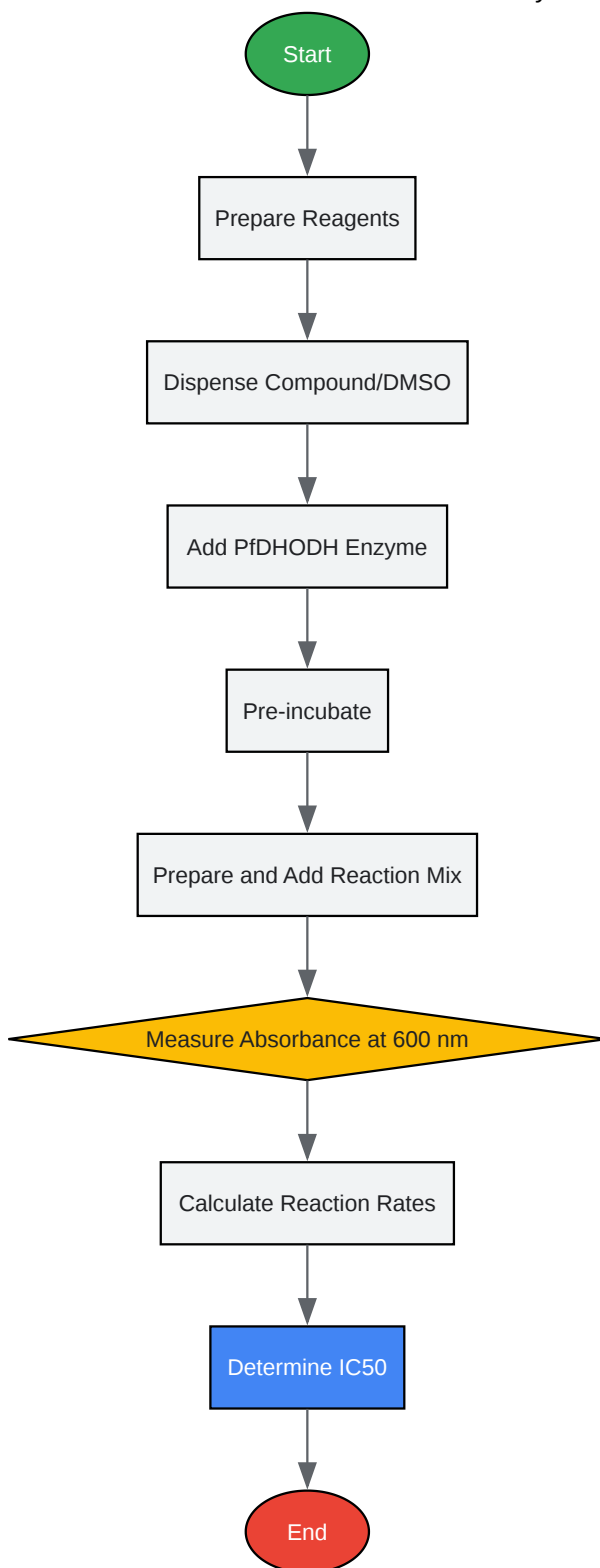 Start
Prepare Reagents
Dispense Compound/DMSO
Add PfDHODH Enzyme
Pre-incubate
Prepare and Add Reaction Mix
Measure Absorbance at 600 nm
Calculate Reaction Rates
Determine IC50
End